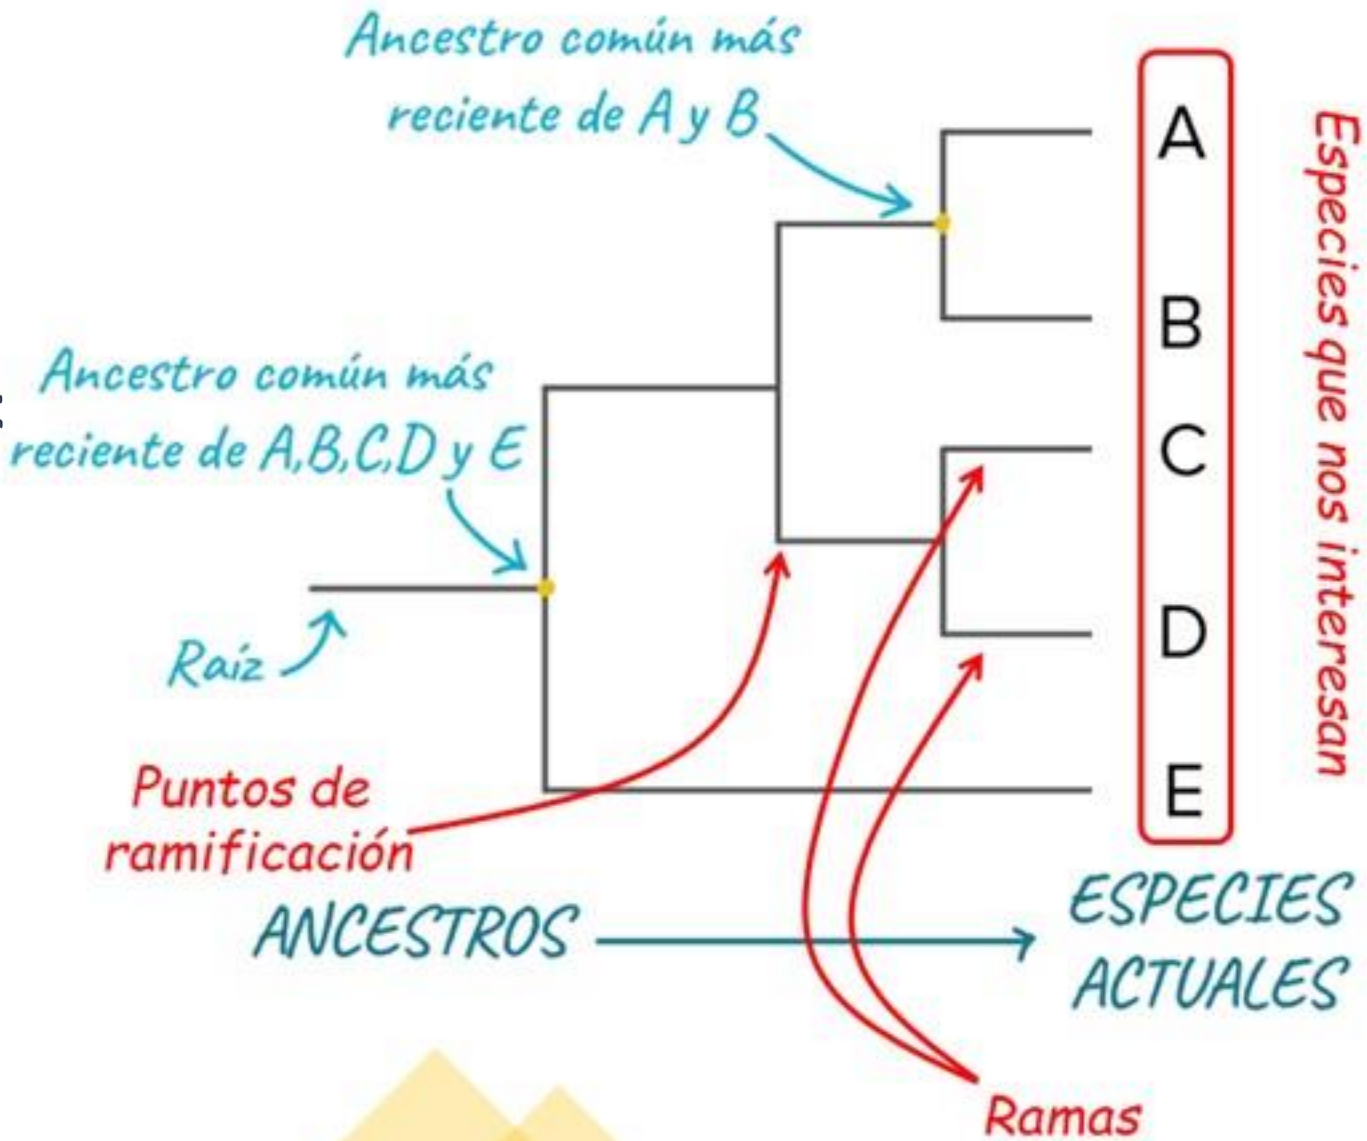 Ancestro común más
reciente de A y B
A
B
C
D
E
Especies que nos interesan
Ancestro común más
reciente de A,B,C,D y E
Raíz
Puntos de
ramificación
ANCESTROS
ESPECIES
ACTUALES
Ramas